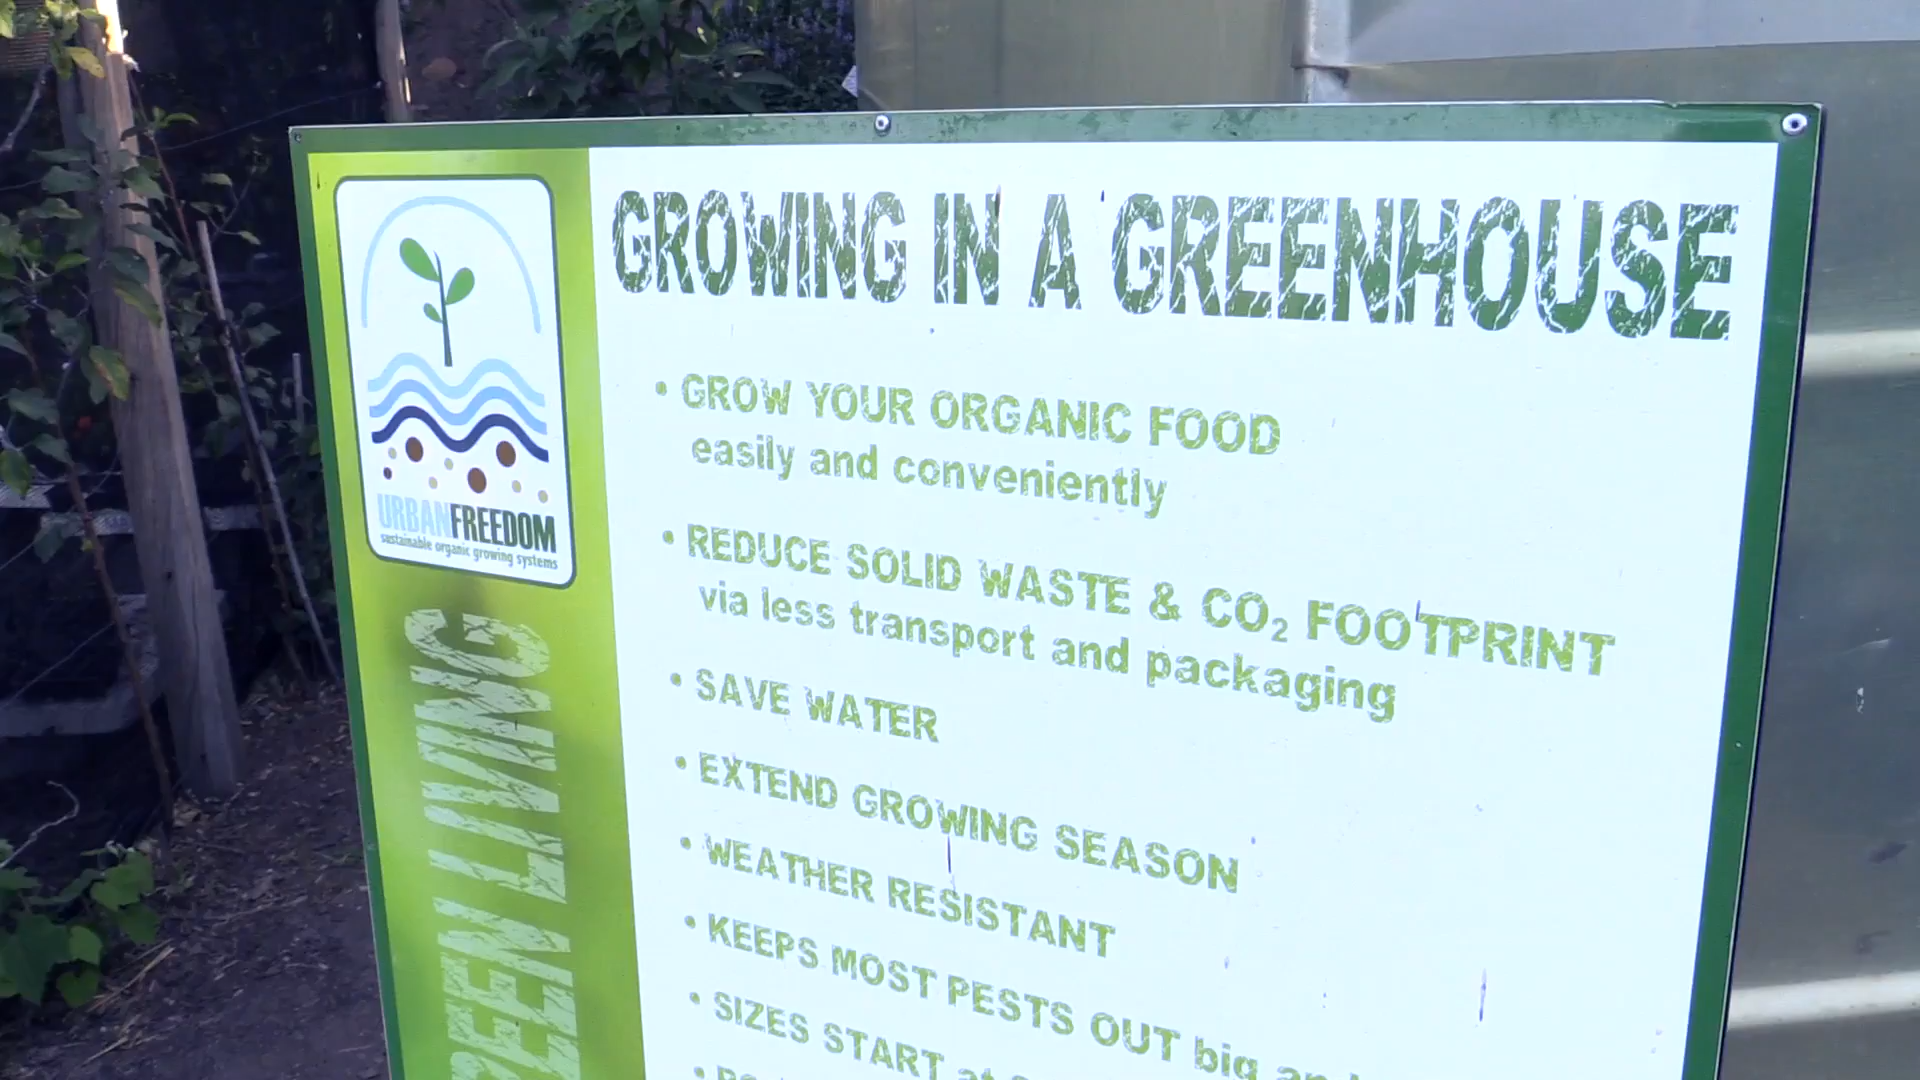 URBANFREEDOM
sustainable organic growing systems
LIVING
GROWING IN A GREENHOUSE
• GROW YOUR ORGANIC FOOD
easily and conveniently
• REDUCE SOLID WASTE & CO₂ FOOTPRINT
via less transport and packaging
• SAVE WATER
• EXTEND GROWING SEASON
• WEATHER RESISTANT
• KEEPS MOST PESTS OUT big
• SIZES START at